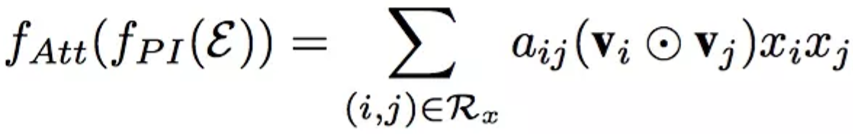 f_{Att}(f_{PI}(\mathcal{E})) = \sum_{(i,j) \in \mathcal{R}_x} a_{ij}(\mathbf{v}_i \odot \mathbf{v}_j)x_i x_j